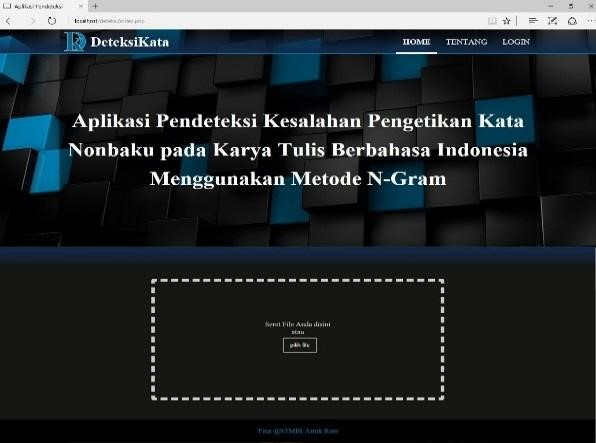 Aplikasi Pendeteksi
localhost/deteksi/index.php
DeteksiKata
HOME TENTANG LOGIN
Aplikasi Pendeteksi Kesalahan Pengetikan Kata
Nonbaku pada Karya Tulis Berbahasa Indonesia
Menggunakan Metode N-Gram
Seret File Anda disini
atau
pilih file
@STMIK Amik Riau